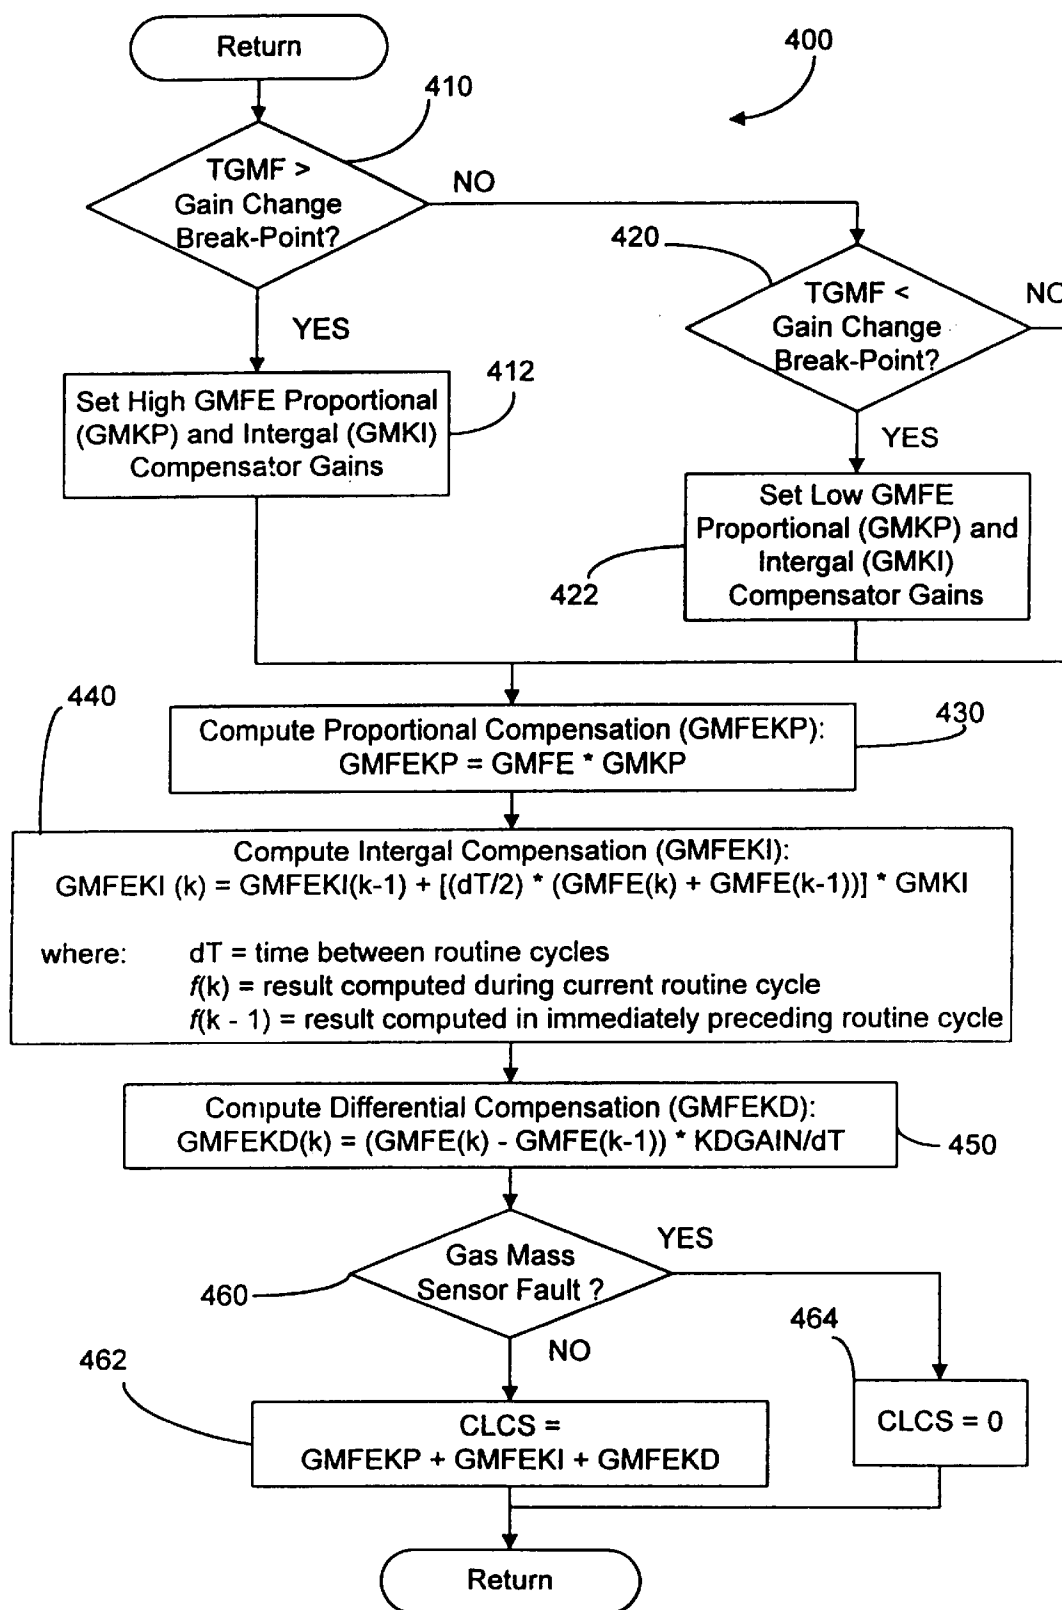 Return
400
410
TGMF >
Gain Change
Break-Point?
NO
420
TGMF <
Gain Change
Break-Point?
NO
YES
412
Set High GMFE Proportional
(GMKP) and Intergal (GMKI)
Compensator Gains
YES
Set Low GMFE
Proportional (GMKP) and
Intergal (GMKI)
Compensator Gains
422
440
430
Compute Proportional Compensation (GMFEKP):
GMFEKP = GMFE * GMKP
Compute Intergal Compensation (GMFEKI):
GMFEKI (k) = GMFEKI(k-1) + [(dT/2) * (GMFE(k) + GMFE(k-1))] * GMKI
where: dT = time between routine cycles
f(k) = result computed during current routine cycle
f(k - 1) = result computed in immediately preceding routine cycle
Compute Differential Compensation (GMFEKD):
GMFEKD(k) = (GMFE(k) - GMFE(k-1)) * KDGAIN/dT
450
Gas Mass
Sensor Fault ?
YES
460
NO
464
462
CLCS =
GMFEKP + GMFEKI + GMFEKD
CLCS = 0
Return